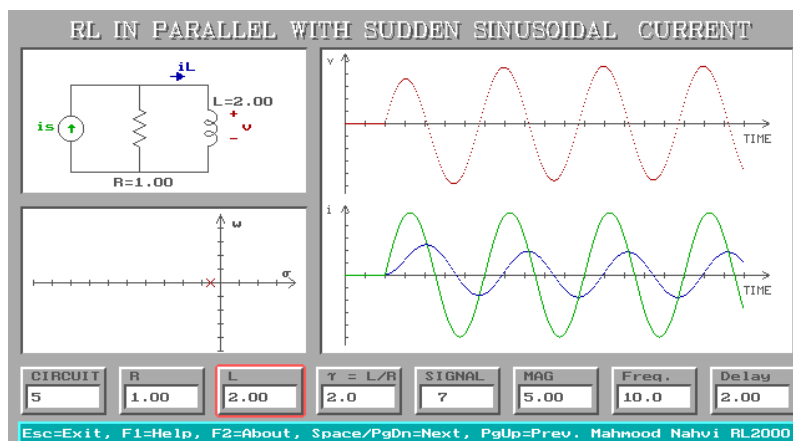 RL IN PARALLEL WITH SUDDEN SINUSOIDAL CURRENT
iL
L=2.00
is
+
v
−
R=1.00
v
TIME
ω
σ
i
TIME
CIRCUIT
5
R
1.00
L
2.00
τ = L/R
2.0
SIGNAL
7
MAG
5.00
Freq.
10.0
Delay
2.00
Esc=Exit, F1=Help, F2=About, Space/PgDn=Next, PgUp=Prev. Mahmood Nahvi RL2000